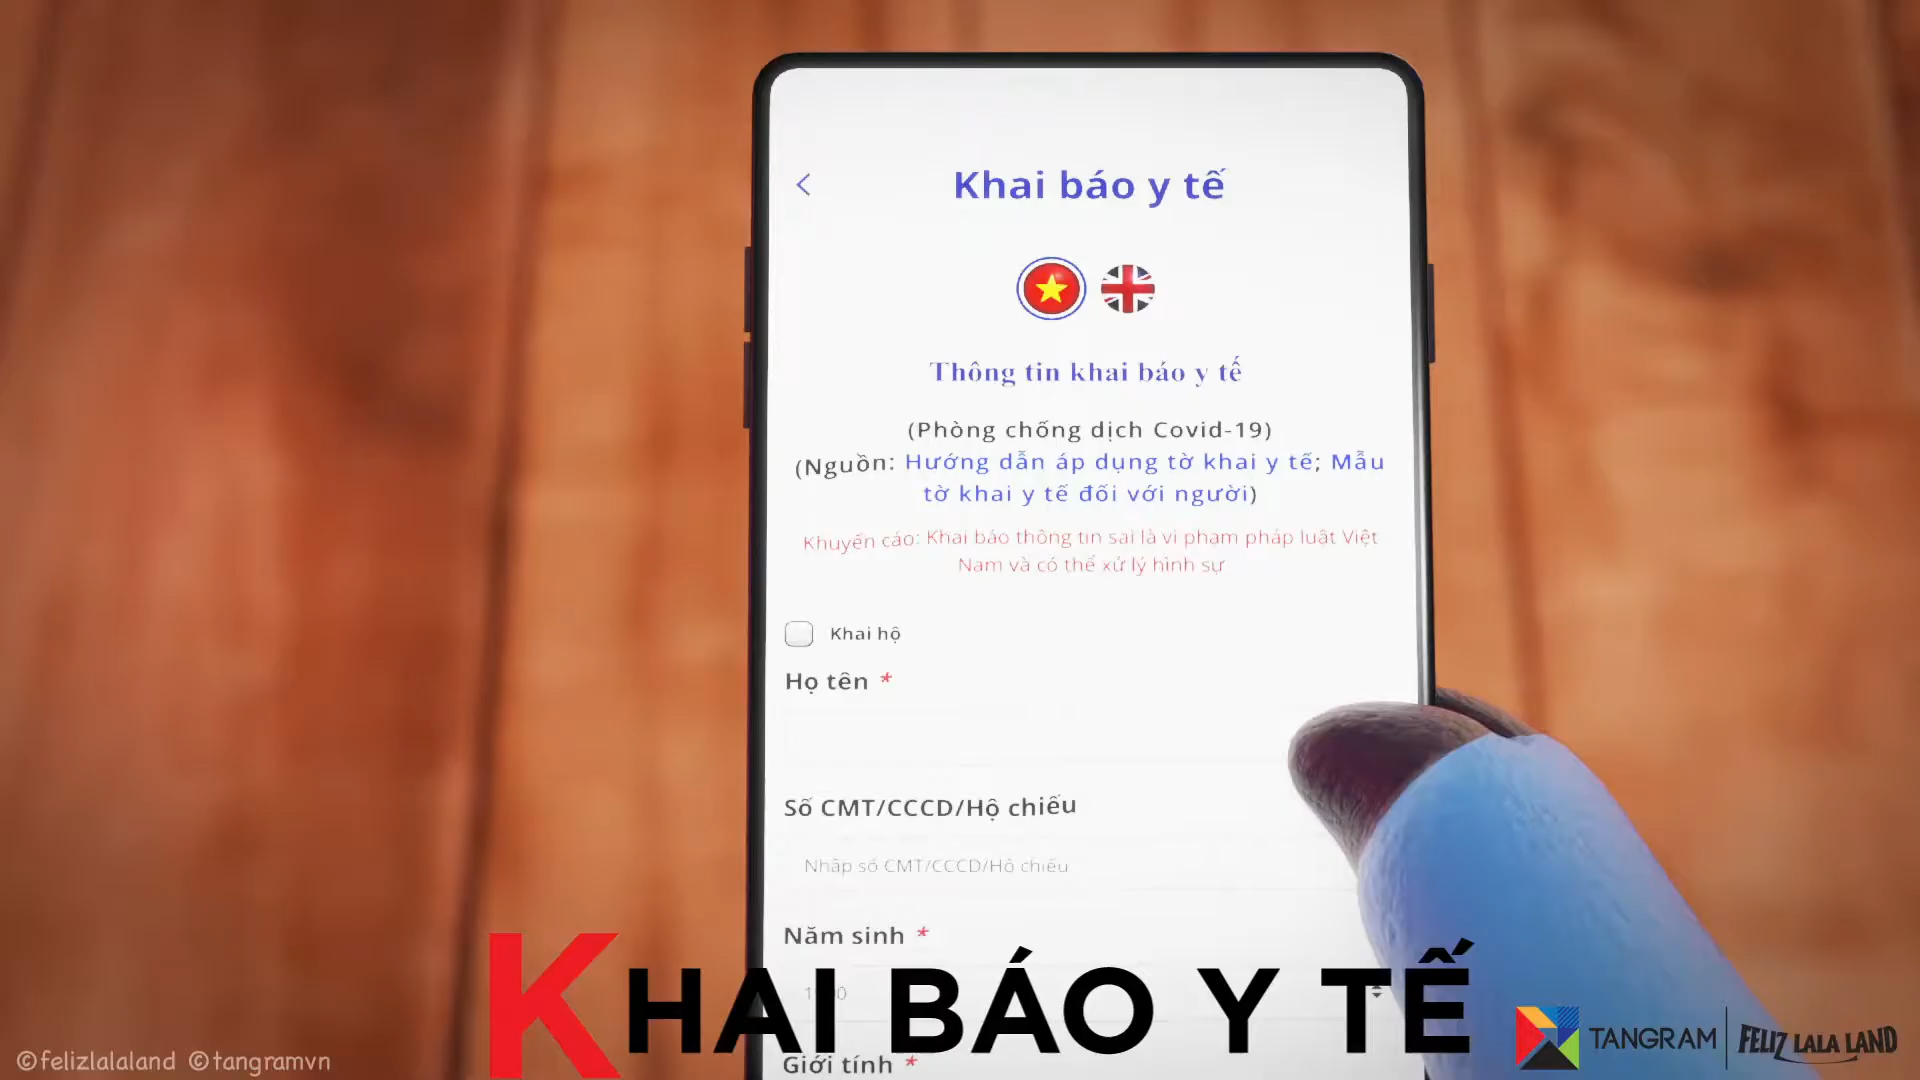 Khai báo y tế
Thông tin khai báo y tế
(Phòng chống dịch Covid-19)
(Nguồn: Hướng dẫn áp dụng tờ khai y tế; Mẫu
tờ khai y tế đối với người)
Khuyến cáo: Khai báo thông tin sai là vi phạm pháp luật Việt
Nam và có thể xử lý hình sự
Khai hộ
Họ tên *
Số CMT/CCCD/Hộ chiếu
Nhập số CMT/CCCD/Hộ chiếu
Năm sinh *
KHAI BÁO Y TẾ
Giới tính *
©felizlalaland ©tangramvn
TANGRAM
FELIZ LALA LAND